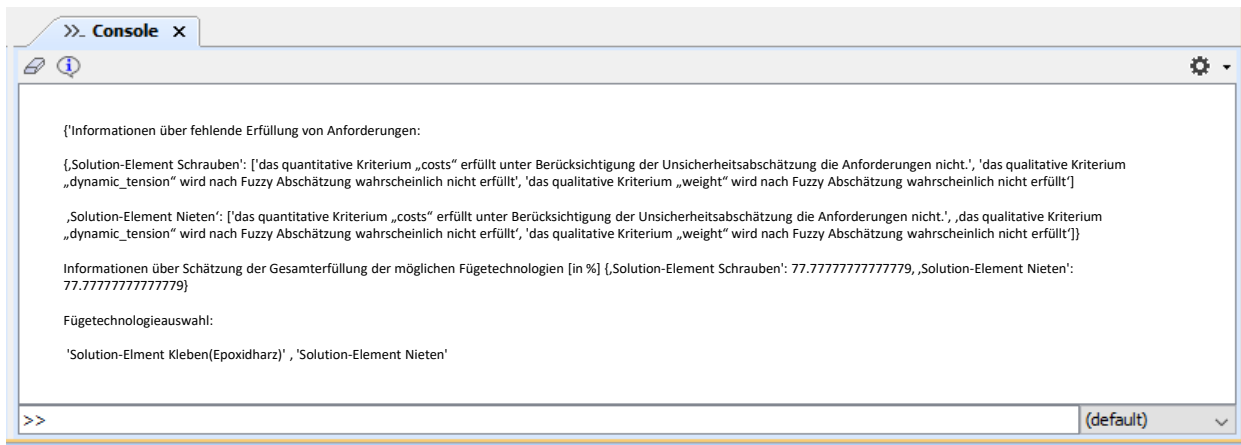 >>_ Console x
{'Informationen über fehlende Erfüllung von Anforderungen:
{‚Solution-Element Schrauben': ['das quantitative Kriterium „costs“ erfüllt unter Berücksichtigung der Unsicherheitsabschätzung die Anforderungen nicht.', 'das qualitative Kriterium
„dynamic_tension“ wird nach Fuzzy Abschätzung wahrscheinlich nicht erfüllt', 'das qualitative Kriterium „weight“ wird nach Fuzzy Abschätzung wahrscheinlich nicht erfüllt‘]
‚Solution-Element Nieten‘: ['das quantitative Kriterium „costs“ erfüllt unter Berücksichtigung der Unsicherheitsabschätzung die Anforderungen nicht.', ‚das qualitative Kriterium
„dynamic_tension“ wird nach Fuzzy Abschätzung wahrscheinlich nicht erfüllt‘, 'das qualitative Kriterium „weight“ wird nach Fuzzy Abschätzung wahrscheinlich nicht erfüllt‘]}
Informationen über Schätzung der Gesamterfüllung der möglichen Fügetechnologien [in %] {‚Solution-Element Schrauben': 77.77777777777779, ‚Solution-Element Nieten':
77.77777777777779}
Fügetechnologieauswahl:
'Solution-Elment Kleben(Epoxidharz)' , 'Solution-Element Nieten'
>> (default)